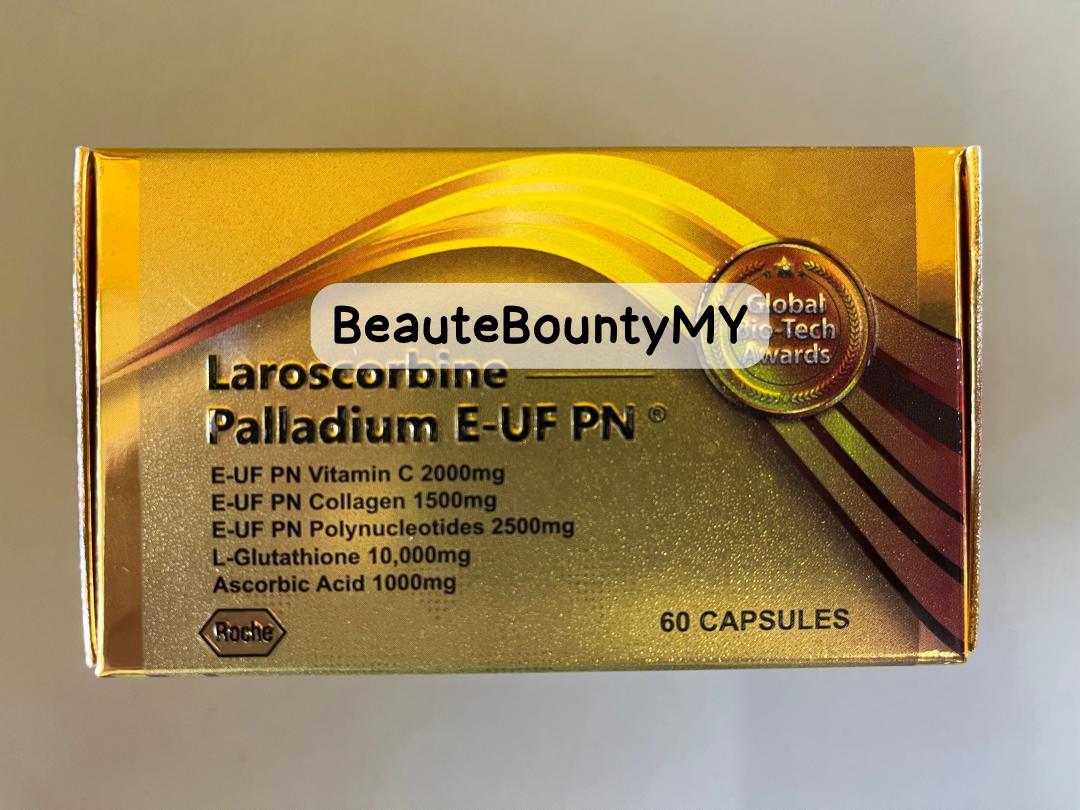 BeauteBountyMY
Global
Bio-Tech
Awards
Laroscorbine
Palladium E-UF PN ®
E-UF PN Vitamin C 2000mg
E-UF PN Collagen 1500mg
E-UF PN Polynucleotides 2500mg
L-Glutathione 10,000mg
Ascorbic Acid 1000mg
Roche
60 CAPSULES